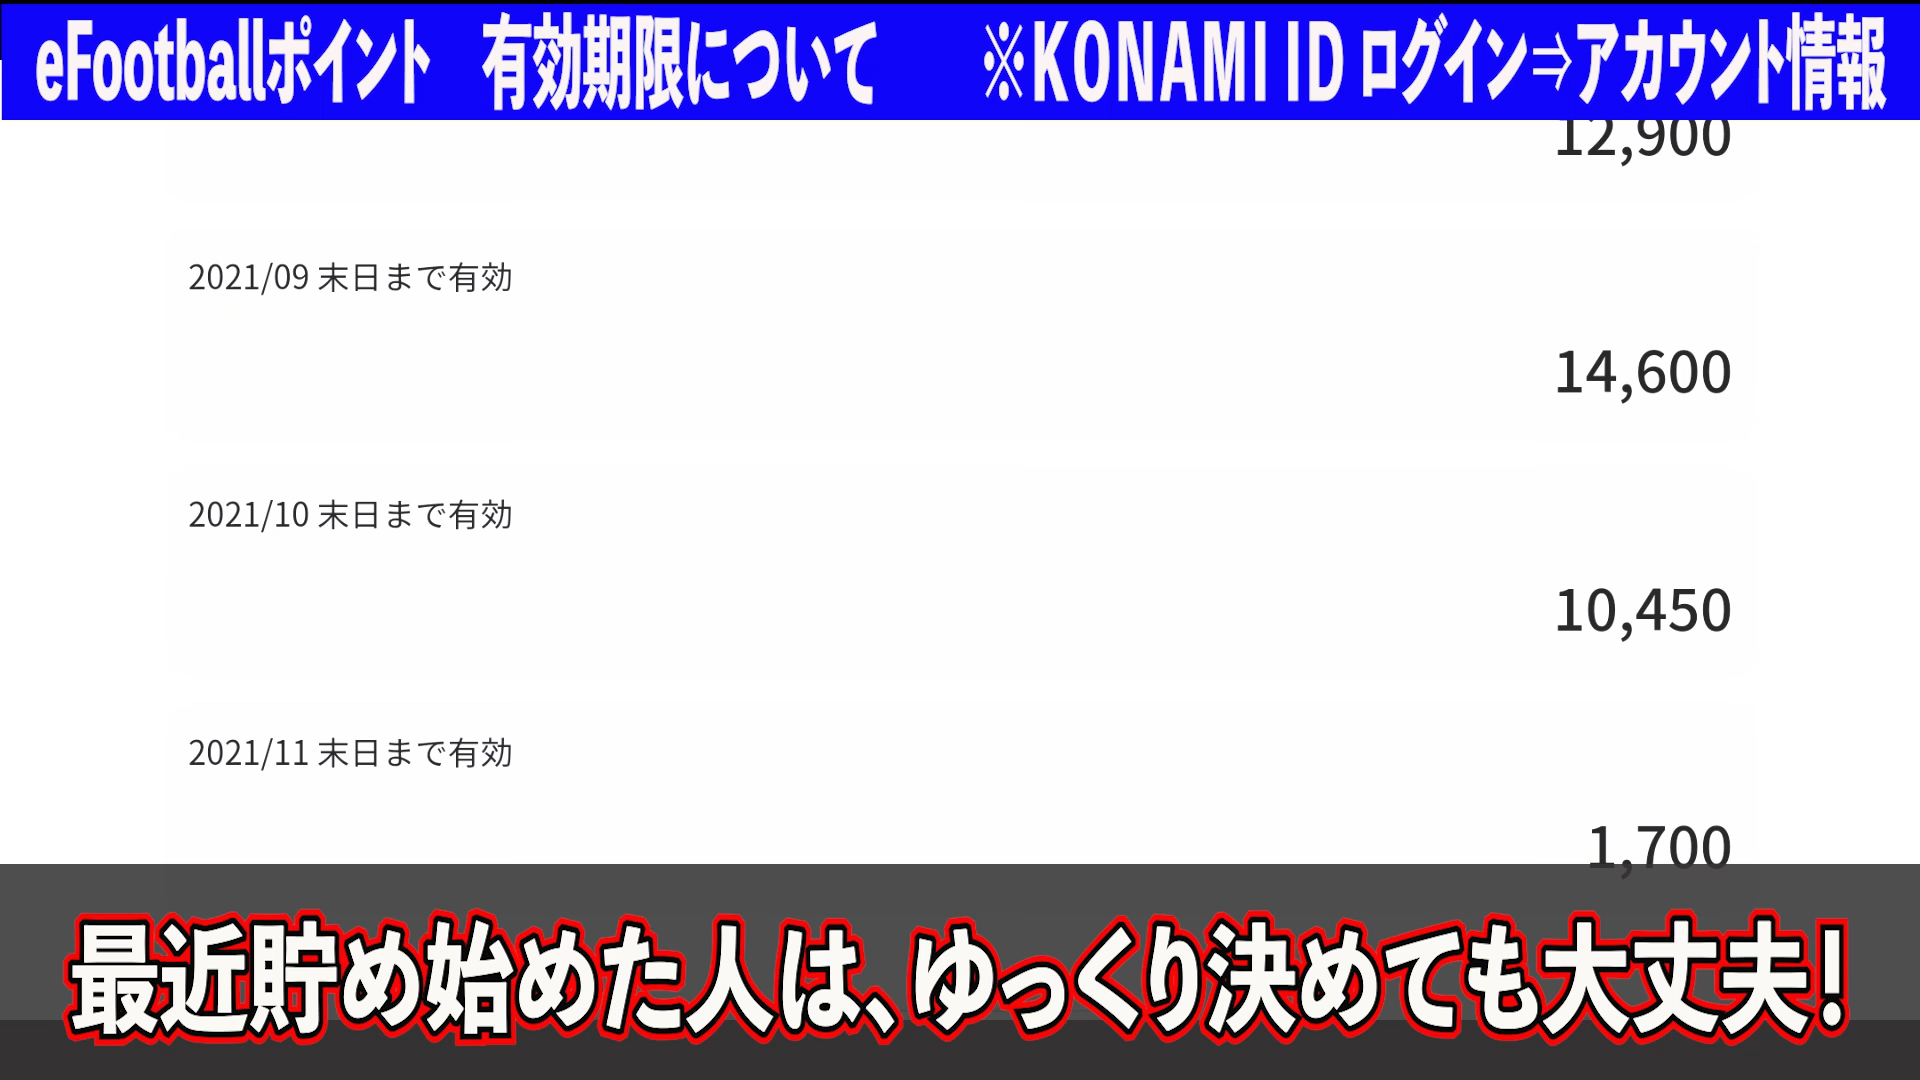 eFootballポイント　有効期限について　　※KONAMI ID ログイン⇒アカウント情報
12,900
2021/09 末日まで有効
14,600
2021/10 末日まで有効
10,450
2021/11 末日まで有効
1,700
最近貯め始めた人は、ゆっくり決めても大丈夫!